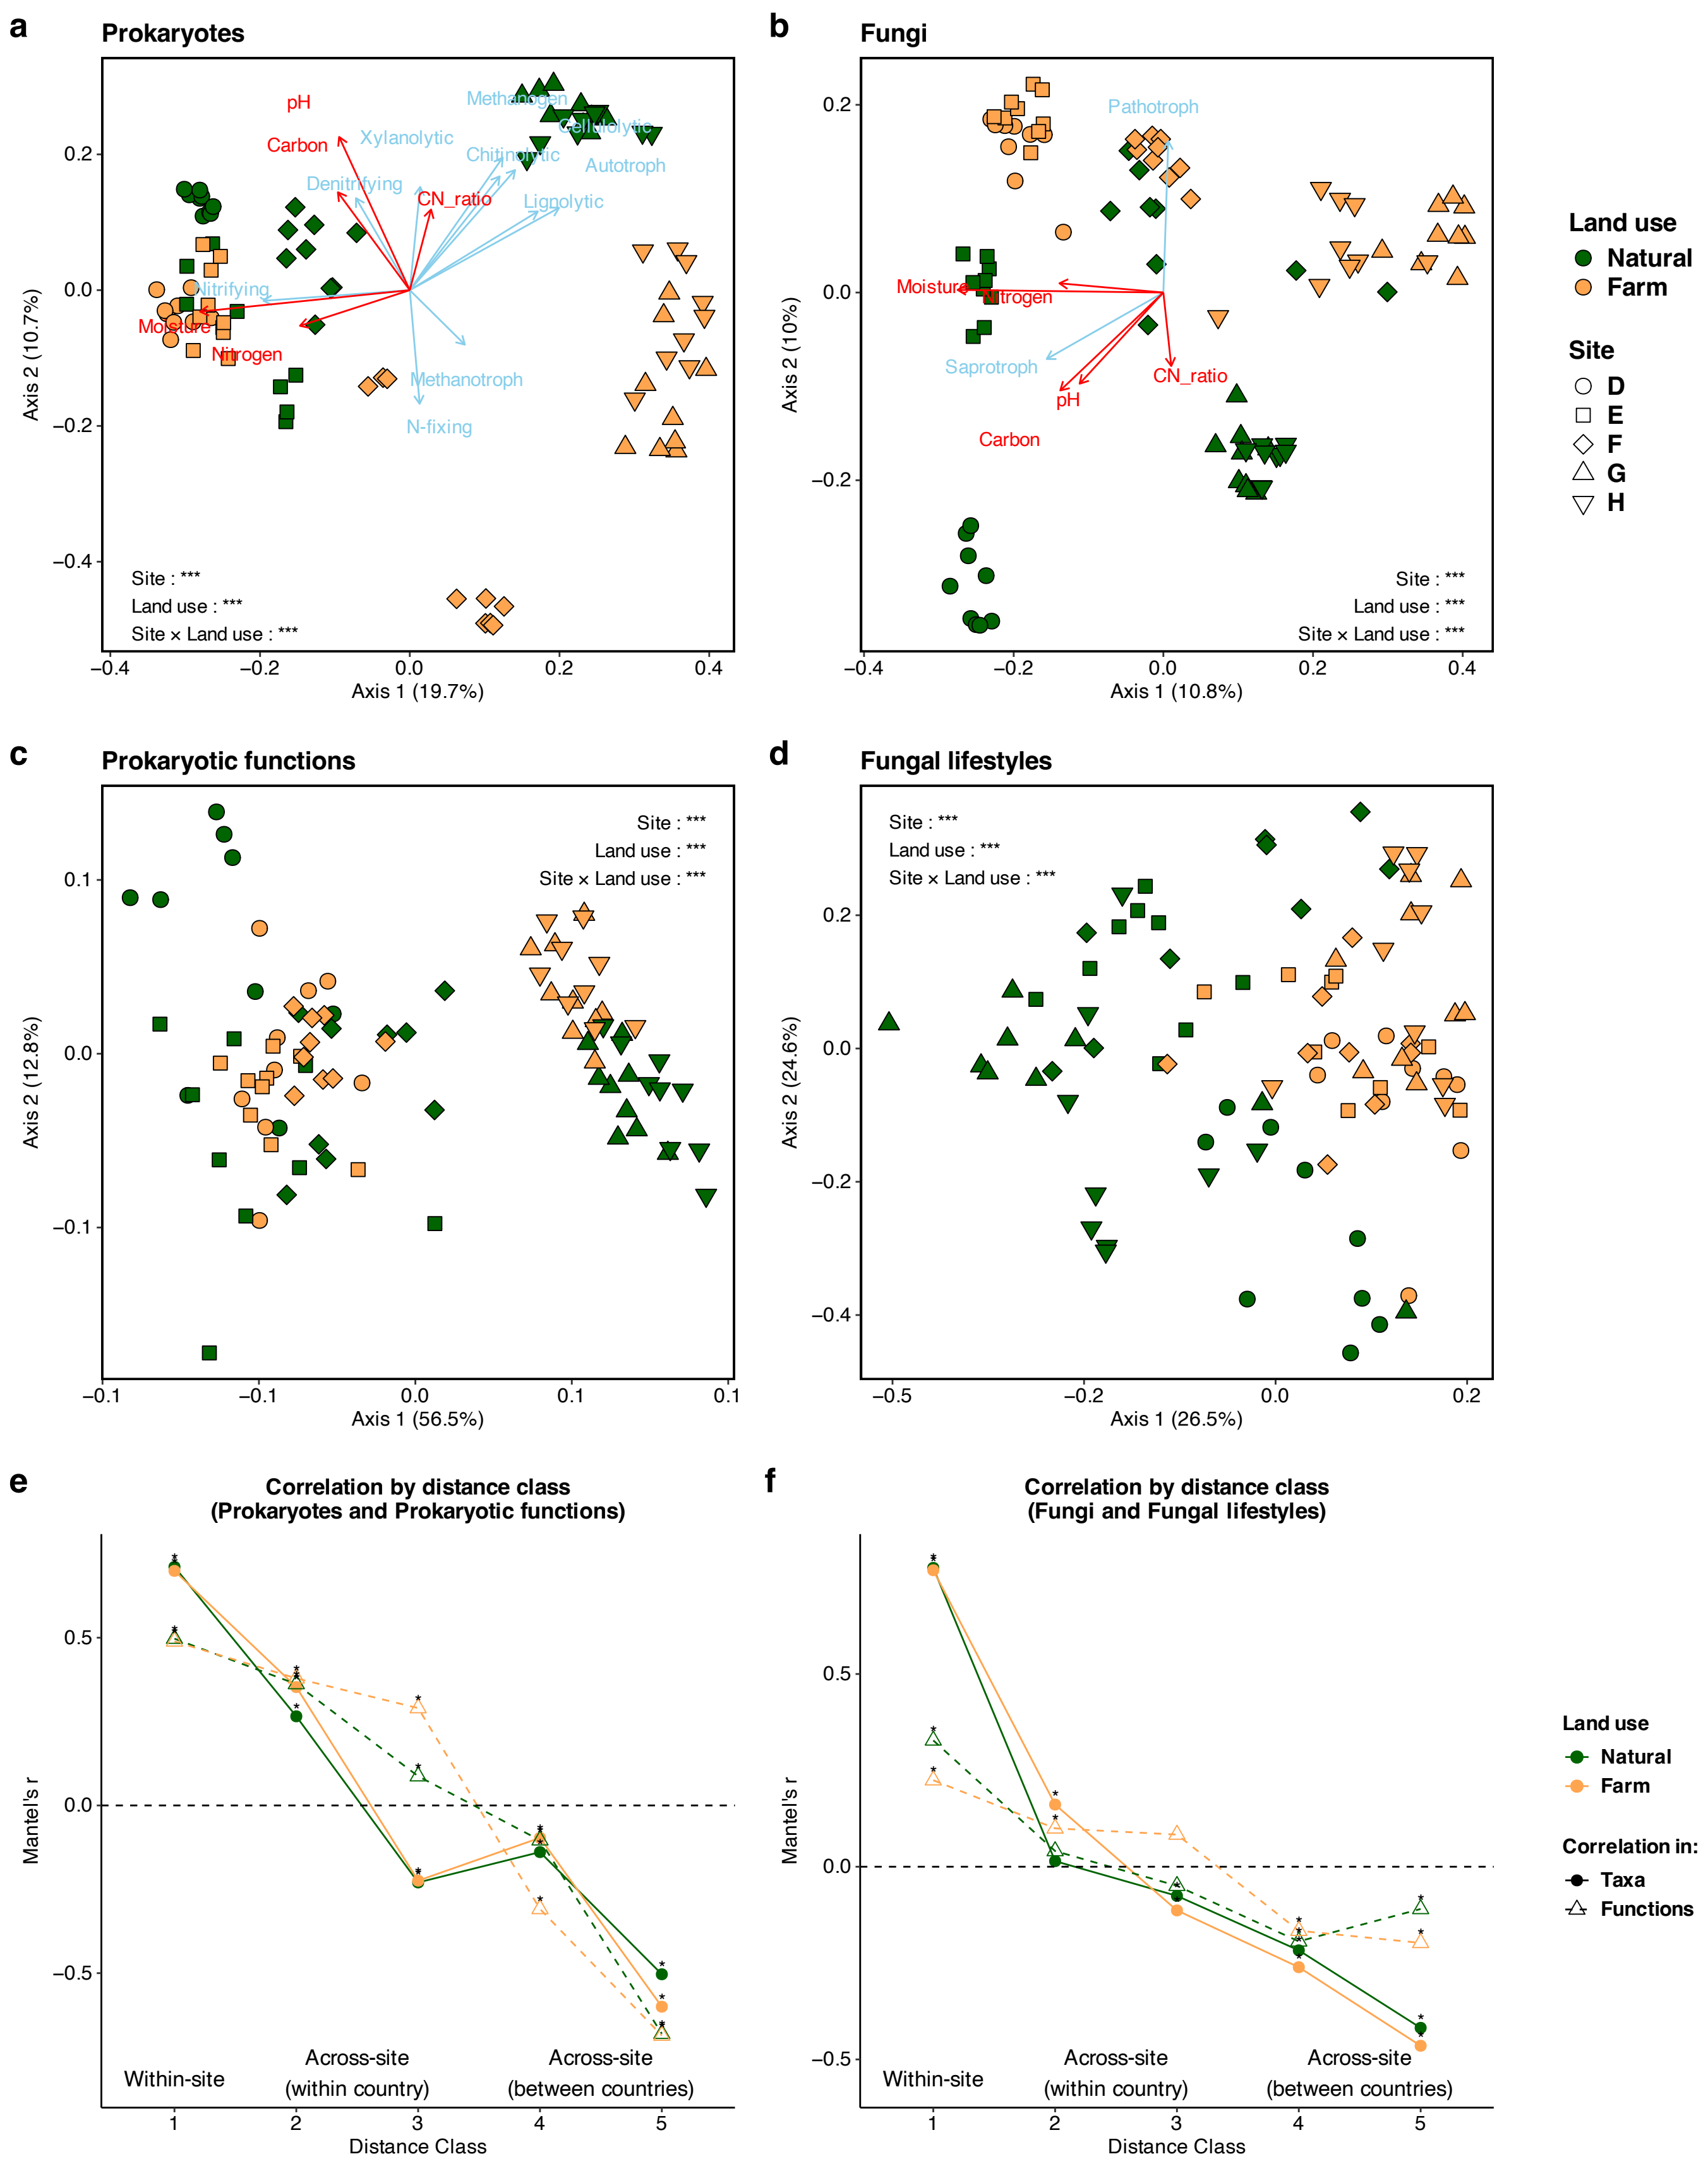 a
Prokaryotes
0.2
0.0
−0.2
−0.4
Axis 2 (10.7%)
pH
Carbon
Xylanolytic
Methanogen
Cellulolytic
Chitinolytic
Autotroph
Denitrifying
CN_ratio
Lignolytic
Nitrifying
Moisture
Nitrogen
Methanotroph
N-fixing
Site : ***
Land use : ***
Site × Land use : ***
−0.4
−0.2
0.0
0.2
0.4
Axis 1 (19.7%)
b
Fungi
0.2
0.0
−0.2
Axis 2 (10%)
Pathotroph
Moisture
Nitrogen
Saprotroph
CN_ratio
pH
Carbon
Site : ***
Land use : ***
Site × Land use : ***
−0.4
−0.2
0.0
0.2
0.4
Axis 1 (10.8%)
Land use
Natural
Farm
Site
D
E
F
G
H
c
Prokaryotic functions
0.1
0.0
−0.1
Axis 2 (12.8%)
Site : ***
Land use : ***
Site × Land use : ***
−0.1
−0.1
0.0
0.1
0.1
Axis 1 (56.5%)
d
Fungal lifestyles
0.2
0.0
−0.2
−0.4
Axis 2 (24.6%)
Site : ***
Land use : ***
Site × Land use : ***
−0.5
−0.2
0.0
0.2
Axis 1 (26.5%)
e
Correlation by distance class
(Prokaryotes and Prokaryotic functions)
0.5
0.0
−0.5
Mantel's r
Within-site
Across-site
(within country)
Across-site
(between countries)
1
2
3
4
5
Distance Class
f
Correlation by distance class
(Fungi and Fungal lifestyles)
0.5
0.0
−0.5
Mantel's r
Within-site
Across-site
(within country)
Across-site
(between countries)
1
2
3
4
5
Distance Class
Land use
Natural
Farm
Correlation in:
Taxa
Functions